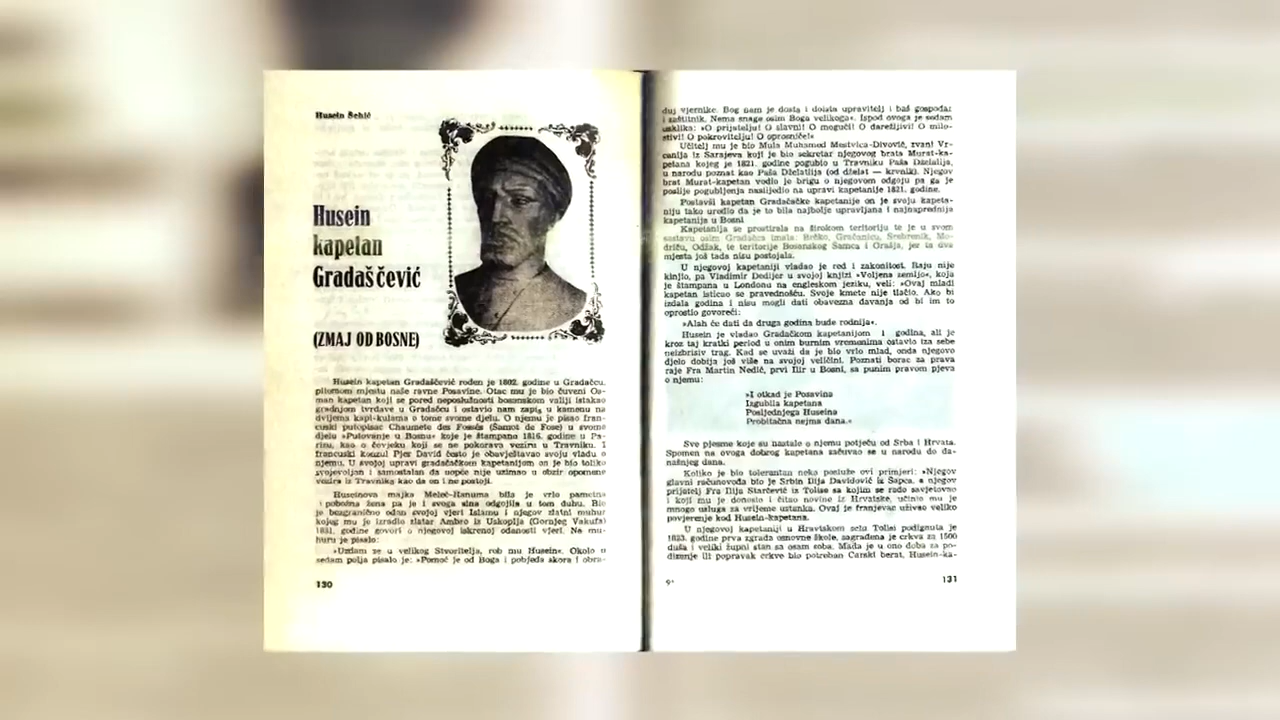 Husein Šehić
Husein
kapetan
Gradaščević
(ZMAJ OD BOSNE)
Husein kapetan Gradaščević rođen je 1802. godine u Gradačcu,
pitomom mjestu naše ravne Posavine. Otac mu je bio čuveni Os-
man kapetan koji se pored neposlušnosti bosanskom valiji istakao
gradnjom tvrđave u Gradačcu i ostavio nam zapis u kamenu na
dvijema kapi-kulama o tome svome djelu. O njemu je pisao fran-
cuski putopisac Chaumete des Fossés (Šamot de Fose) u svome
djelu »Putovanje u Bosnu« koje je štampano 1816. godine u Pa-
rizu, kao o čovjeku koji se ne pokorava veziru u Travniku. I
francuski konzul Pjer David često je obavještavao svoju vladu o
njemu. U svojoj upravi gradačačkom kapetanijom on je bio toliko
svojevoljan i samostalan da uopće nije uzimao u obzir opomene
vezira iz Travnika kao da on i ne postoji.
Huseinova majka Meleć-Hanuma bila je vrlo pametna
i pobožna žena pa je i svoga sina odgojila u tom duhu. Bio
je bezgranično odan svojoj vjeri Islamu i njegov zlatni muhur
kojeg mu je izradio zlatar Ambro iz Uskoplja (Gornjeg Vakufa)
1831. godine govori o njegovoj iskrenoj odanosti vjeri. Na mu-
huru je pisalo:
»Uzdam se u velikog Stvoritelja, rob mu Husein«. Okolo u
sedam polja pisalo je: »Pomoć je od Boga i pobjeda skora i obra-
130
duj vjernike. Bog nam je dosta i doista upravitelj i baš gospodar
i zaštitnik. Nema snage osim Boga velikoga«. Ispod ovoga je sedam
usklika: »O prijatelju! O slavni! O mogući! O darežljivi! O milo-
stivi! O pokrovitelju! O oprosniče!«
Učitelj mu je bio Mula Muhamed Mestvica-Divović, zvani Vr-
canija iz Sarajeva koji je bio sekretar njegovog brata Murat-ka-
petana kojeg je 1821. godine pogubio u Travniku Paša Dželalija,
u narodu poznat kao Paša Dželatlija (od dželat — krvnik). Njegov
brat Murat-kapetan vodio je brigu o njegovom odgoju pa ga je
poslije pogubljenja naslijedio na upravi kapetanije 1821. godine.
Postavši kapetan Gradačačke kapetanije on je svoju kapeta-
niju tako uredio da je to bila najbolje upravljana i najnaprednija
kapetanija u Bosni
Kapetanija se prostirala na širokom teritoriju te je u svom
sastavu osim Gradačca imala: Brčko, Gračanicu, Srebrenik, Mo-
driču, Odžak, te teritorije Bosanskog Šamca i Orašja, jer ta dva
mjesta još tada nisu postojala.
U njegovoj kapetaniji vladao je red i zakonitost. Raju nije
kinjio, pa Vladimir Dedijer u svojoj knjizi »Voljena zemljo«, koja
je štampana u Londonu na engleskom jeziku, veli: »Ovaj mladi
kapetan isticao se pravednošću. Svoje kmete nije tlačio. Ako bi
izdala godina i nisu mogli dati obavezna davanja od bi im to
oprostio govoreći:
»Alah će dati da druga godina bude rodnija«.
Husein je vladao Gradačkom kapetanijom 1 godina, ali je
kroz taj kratki period u onim burnim vremenima ostavio iza sebe
neizbrisiv trag. Kad se uvaži da je bio vrlo mlad, onda njegovo
djelo dobija još više na svojoj veličini. Poznati borac za prava
raje Fra Martin Nedić, prvi Ilir u Bosni, sa punim pravom pjeva
o njemu:
»I otkad je Posavina
Izgubila kapetana
Posljednjega Huseina
Probitačna nejma dana.«
Sve pjesme koje su nastale o njemu potječu od Srba i Hrvata.
Spomen na ovoga dobrog kapetana začuvao se u narodu do da-
našnjeg dana.
Koliko je bio tolerantan neka posluže ovi primjeri: »Njegov
glavni računovođa bio je Srbin Ilija Davidović iz Šapca, a njegov
prijatelj Fra Ilija Starčević iz Tolise sa kojim se rado savjetovao
i koji mu je donosio i čitao novine iz Hrvatske, učinio mu je
mnogo usluga za vrijeme ustanka. Ovaj je franjevac uživao veliko
povjerenje kod Husein-kapetana.
U njegovoj kapetaniji u Hravtskom selu Tolisi podignuta je
1823. godine prva zgrada osnovne škole, sagrađena je crkva za 1500
duša i veliki župni stan sa osam soba. Mada je u ono doba za po-
dizanje ili popravak crkve bio potreban Carski berat, Husein-ka-
9*
131